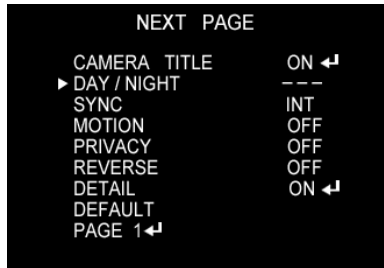 NEXT PAGE
CAMERA TITLE ON ↵
▶ DAY / NIGHT ---
SYNC INT
MOTION OFF
PRIVACY OFF
REVERSE OFF
DETAIL ON ↵
DEFAULT
PAGE 1↵